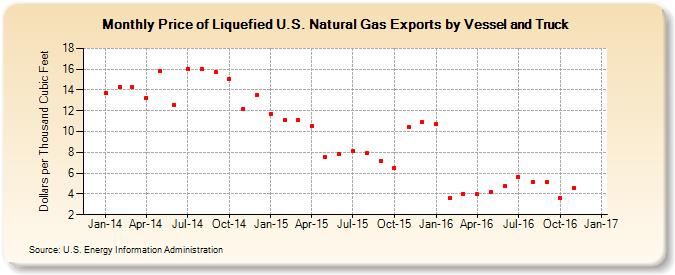 Monthly Price of Liquefied U.S. Natural Gas Exports by Vessel and Truck
Dollars per Thousand Cubic Feet
18
16
14
12
10
8
6
4
2
Jan-14 Apr-14 Jul-14 Oct-14 Jan-15 Apr-15 Jul-15 Oct-15 Jan-16 Apr-16 Jul-16 Oct-16 Jan-17
Source: U.S. Energy Information Administration